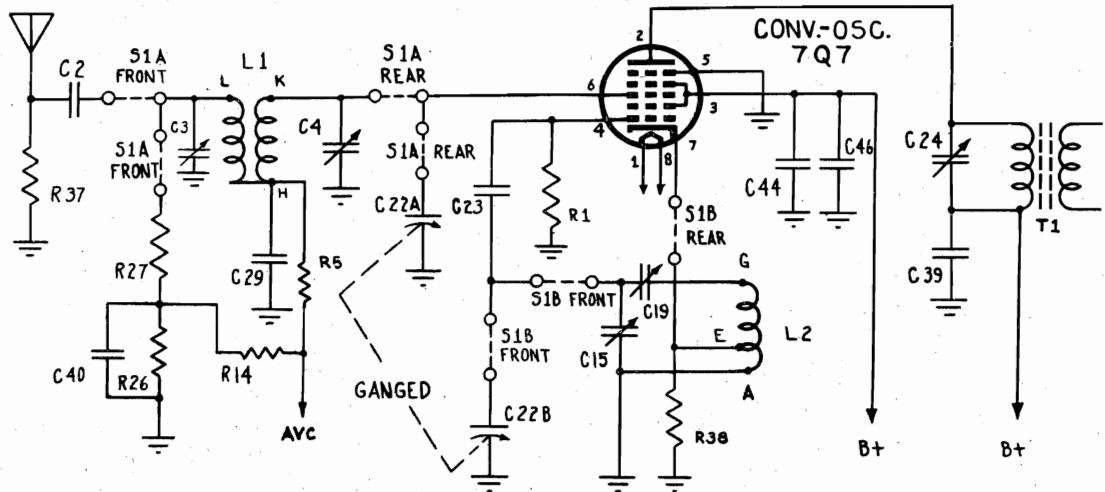 CONV.-OSC.
7Q7
2
5
6
3
4
7
1
8
C2
S1A
FRONT
L
L1
K
S1A
REAR
C3
C4
S1A
FRONT
S1A REAR
R37
C22A
C23
R1
C44
C46
C24
T1
H
S1B
REAR
R27
C29
R5
S1B FRONT
C19
G
C39
S1B
FRONT
C15
E
L2
C40
R26
R14
GANGED
A
AVC
C22B
R38
B+
B+